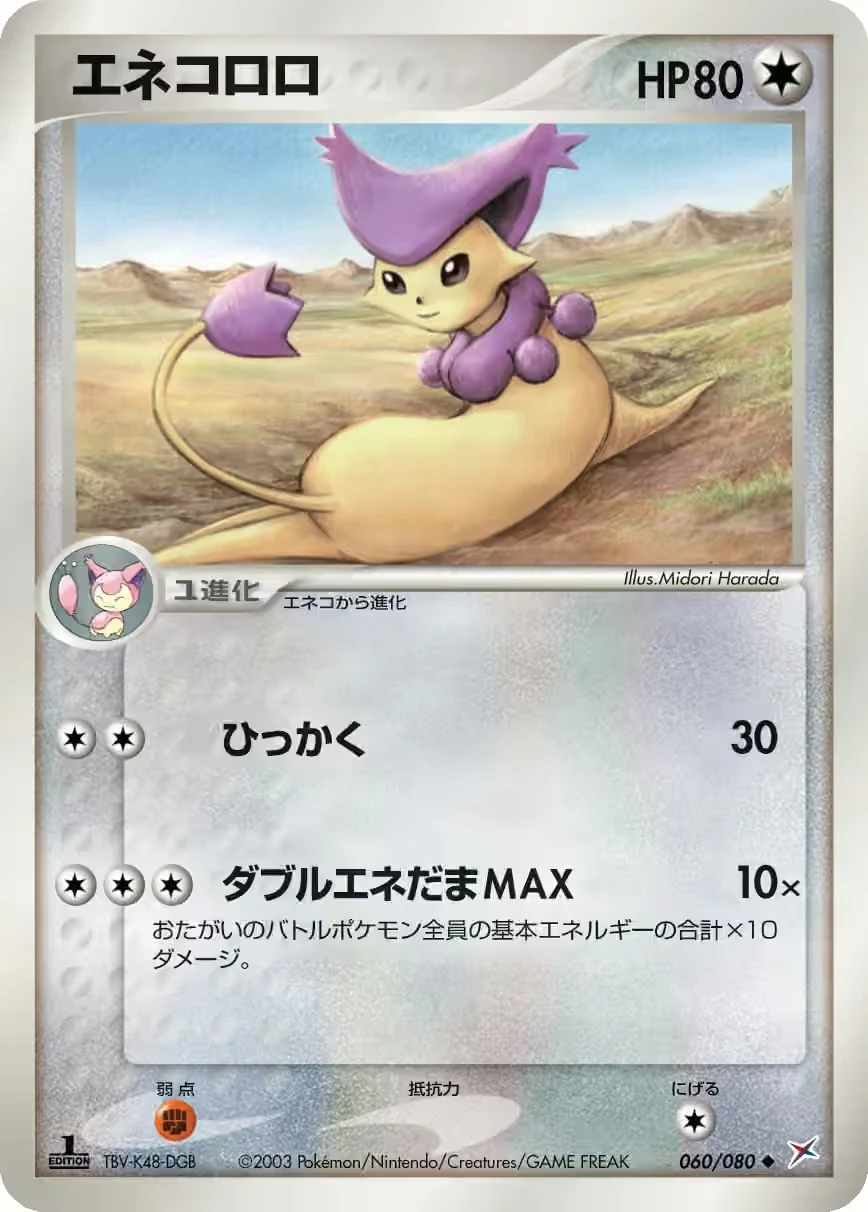 エネコロロ HP80
Illus.Midori Harada
1進化
エネコから進化
ひっかく 30
ダブルエネだまMAX 10×
おたがいのバトルポケモン全員の基本エネルギーの合計×10
ダメージ。
弱点 抵抗力 にげる
1
EDITION TBV-K48-DGB ©2003 Pokémon/Nintendo/Creatures/GAME FREAK 060/080